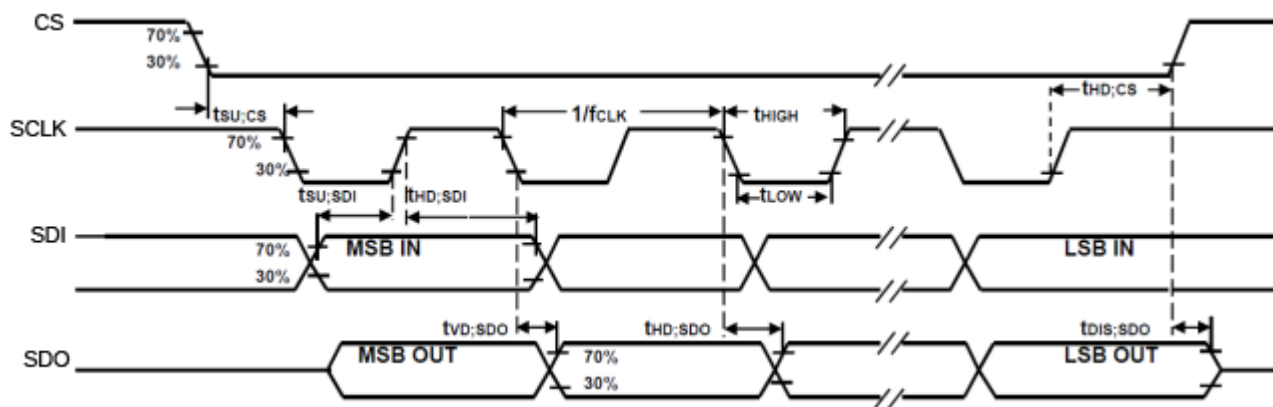 CS
70%
30%
tSU;CS
1/fCLK
tHIGH
tHD;CS
SCLK
70%
30%
tSU;SDI
tHD;SDI
tLOW
SDI
70%
30%
MSB IN
LSB IN
tVD;SDO
tHD;SDO
tDIS;SDO
SDO
MSB OUT
70%
30%
LSB OUT